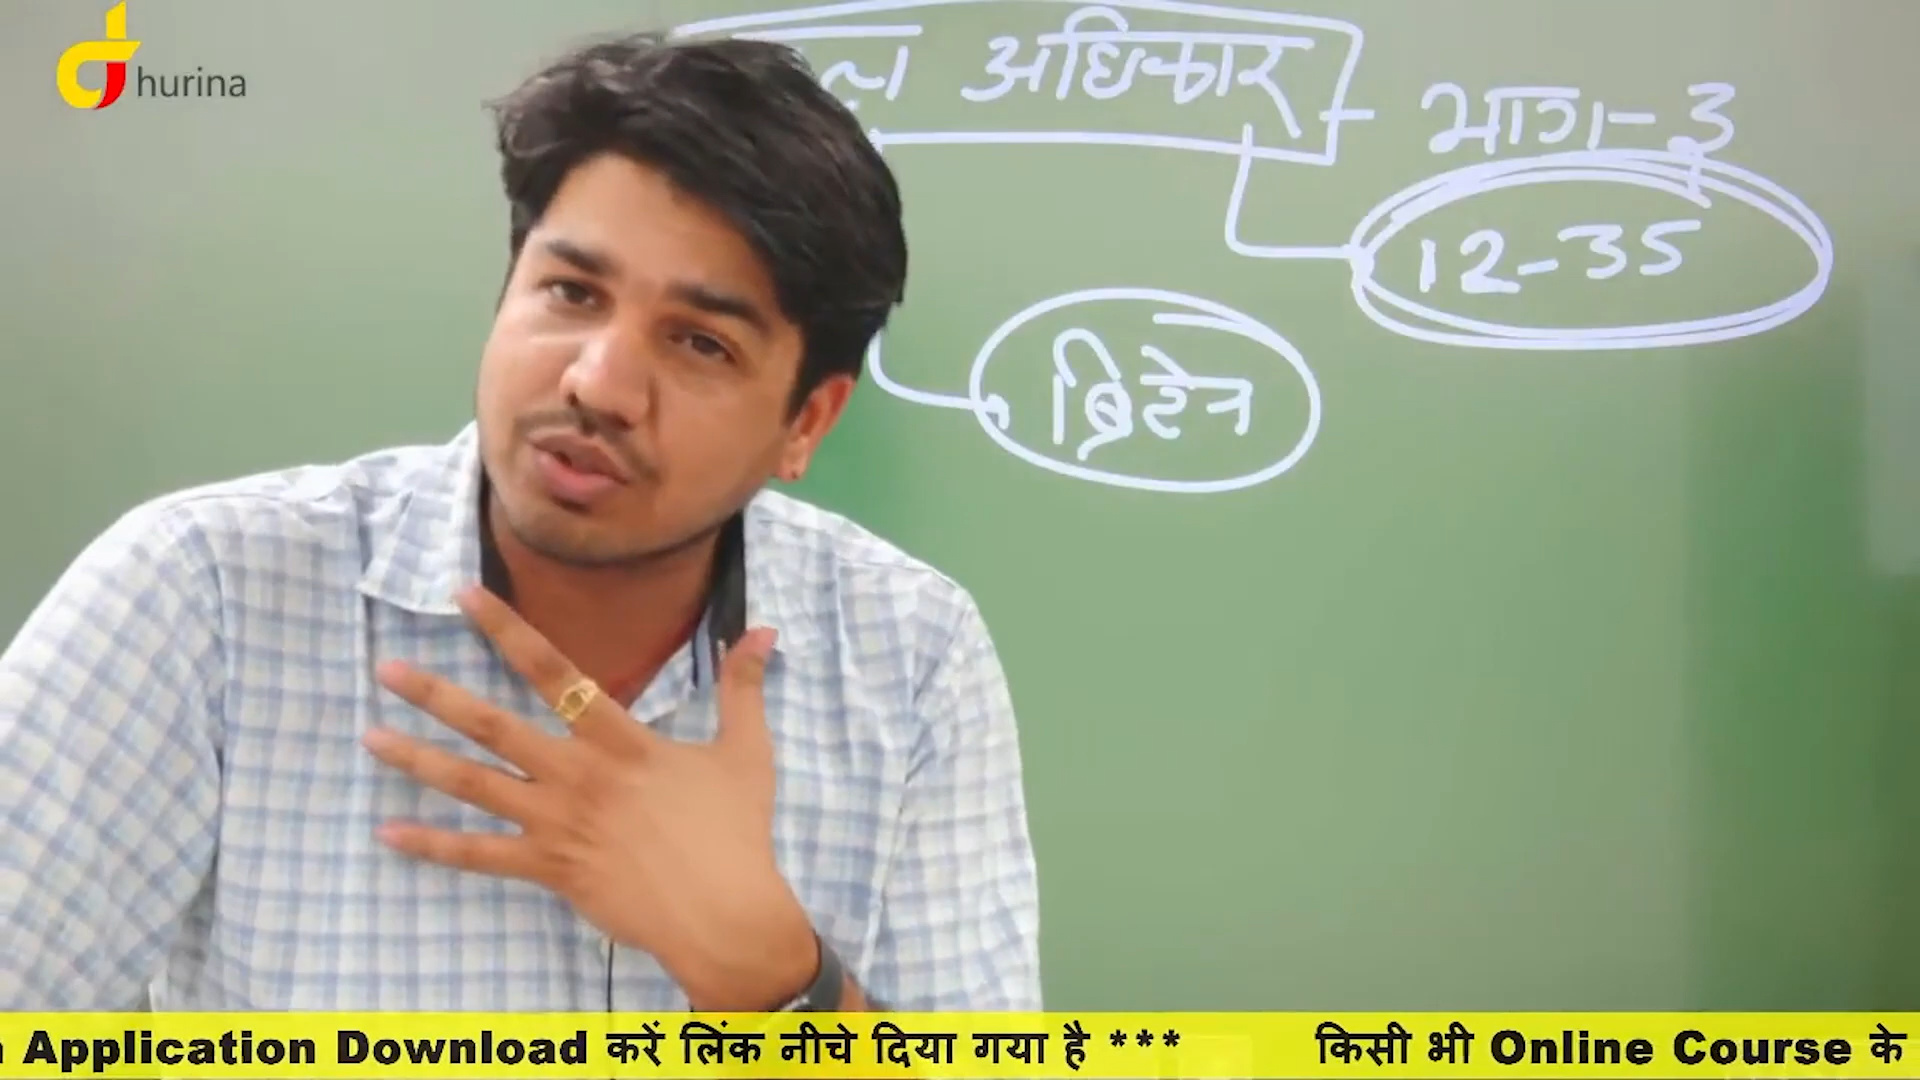 hurina
अधिकार
भाग-3
12-35
ब्रिटेन
Application Download करें लिंक नीचे दिया गया है *** किसी भी Online Course के